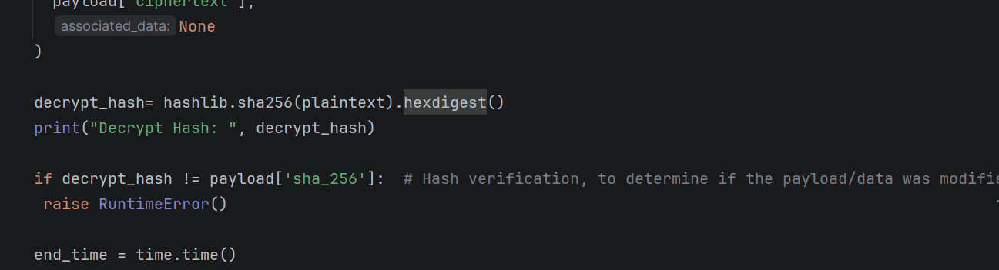 payload['ciphertext'],
associated_data: None
)
decrypt_hash= hashlib.sha256(plaintext).hexdigest()
print("Decrypt Hash: ", decrypt_hash)
if decrypt_hash != payload['sha_256']:  # Hash verification, to determine if the payload/data was modifie
raise RuntimeError()
end_time = time.time()